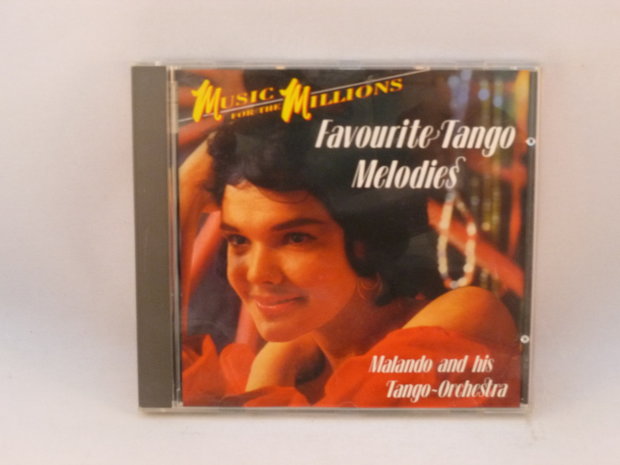 MUSIC
FOR THE MILLIONS
Favourite Tango
Melodies
Malando and his
Tango~Orchestra